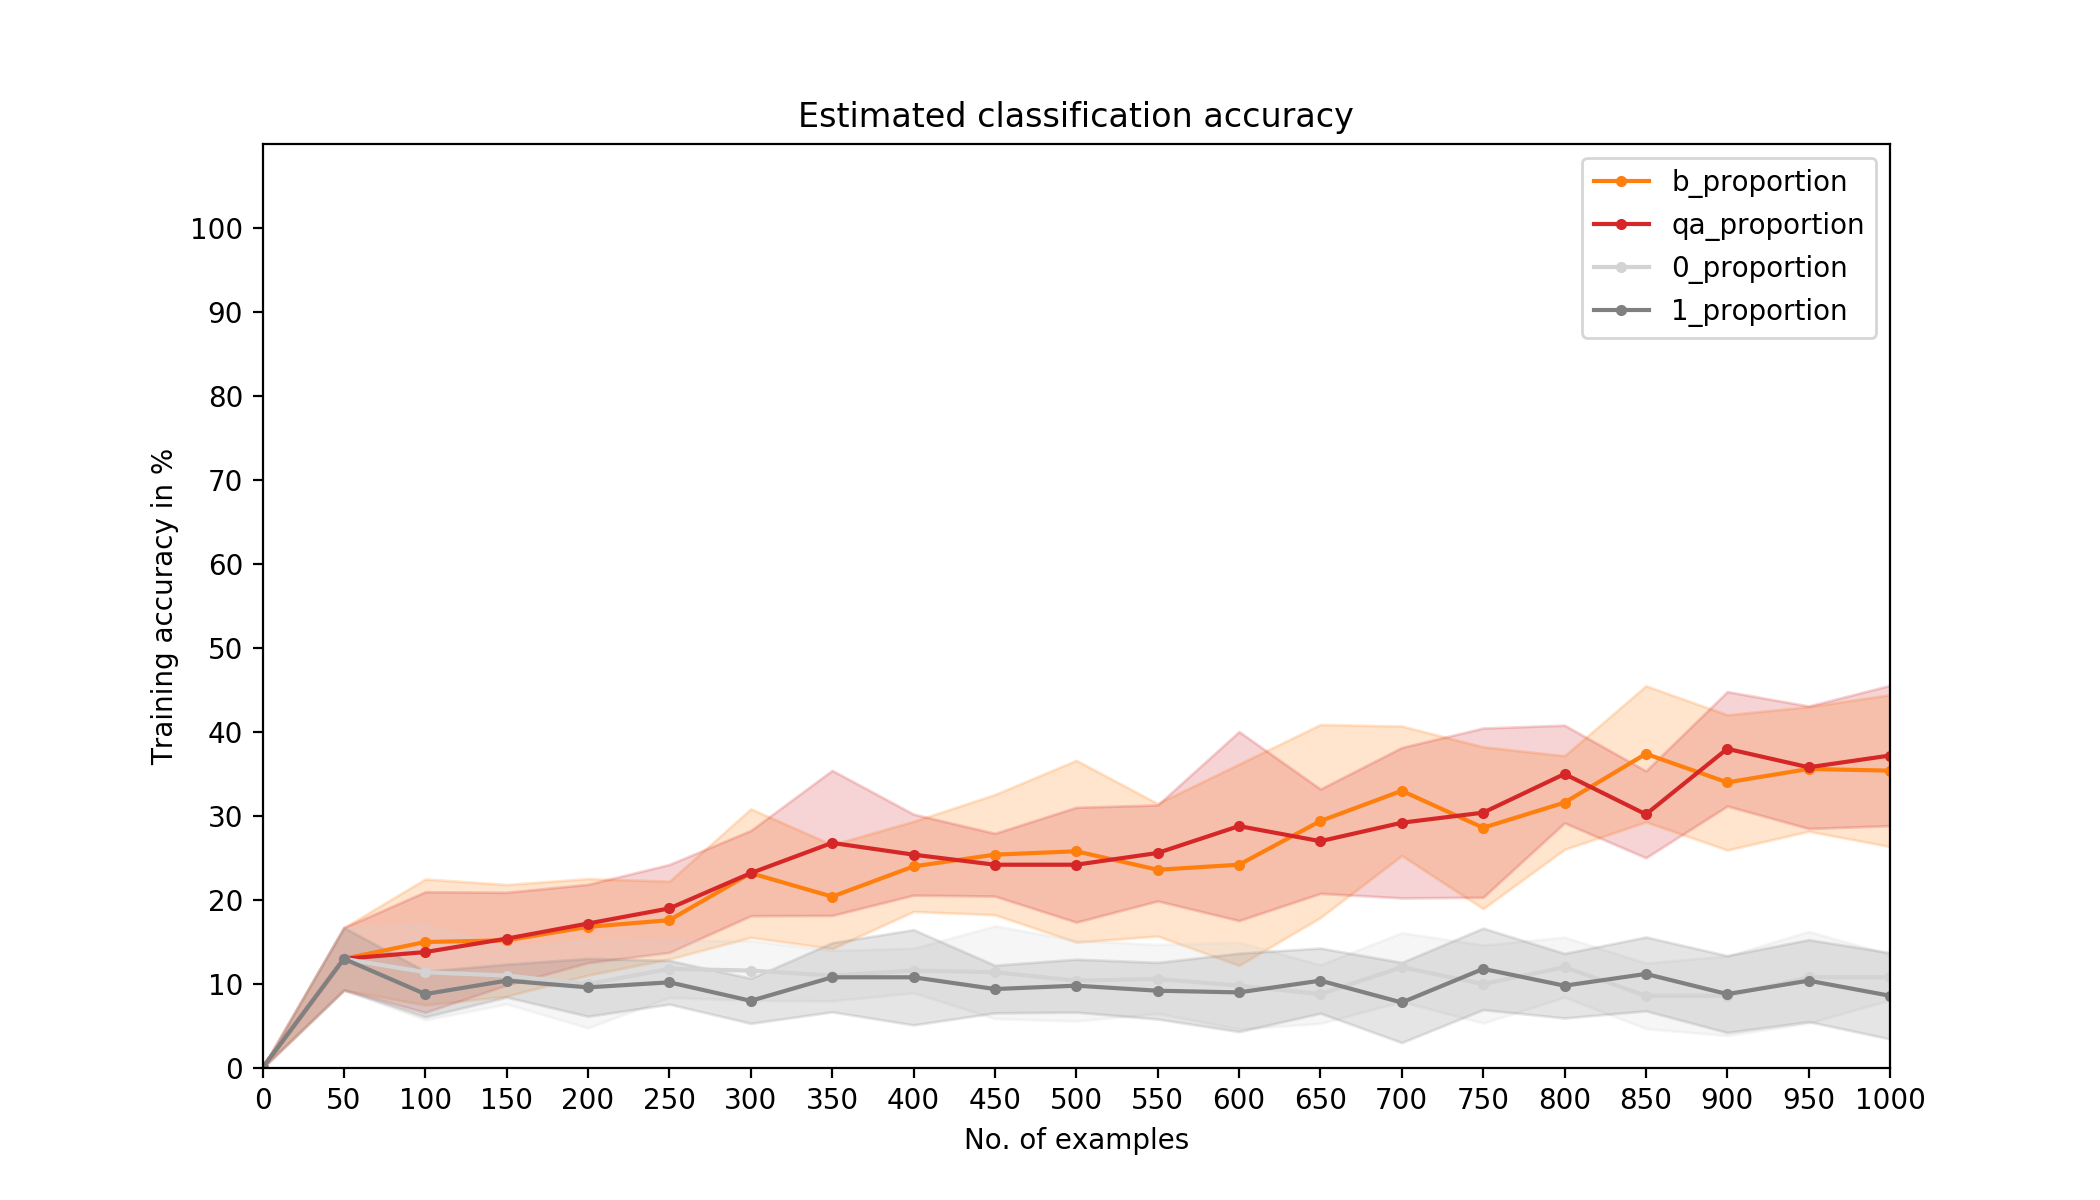 Estimated classification accuracy
b_proportion
qa_proportion
0_proportion
1_proportion
Training accuracy in %
100
90
80
70
60
50
40
30
20
10
0
0 50 100 150 200 250 300 350 400 450 500 550 600 650 700 750 800 850 900 950 1000
No. of examples